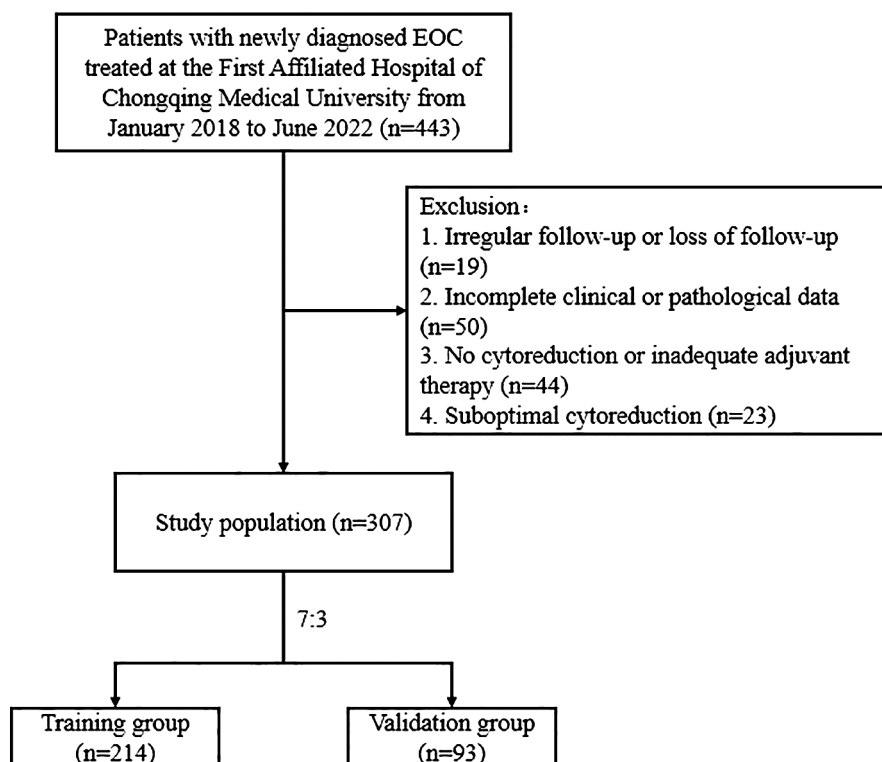 Patients with newly diagnosed EOC
treated at the First Affiliated Hospital of
Chongqing Medical University from
January 2018 to June 2022 (n=443)
Exclusion：
1. Irregular follow-up or loss of follow-up
(n=19)
2. Incomplete clinical or pathological data
(n=50)
3. No cytoreduction or inadequate adjuvant
therapy (n=44)
4. Suboptimal cytoreduction (n=23)
Study population (n=307)
7:3
Training group
(n=214)
Validation group
(n=93)